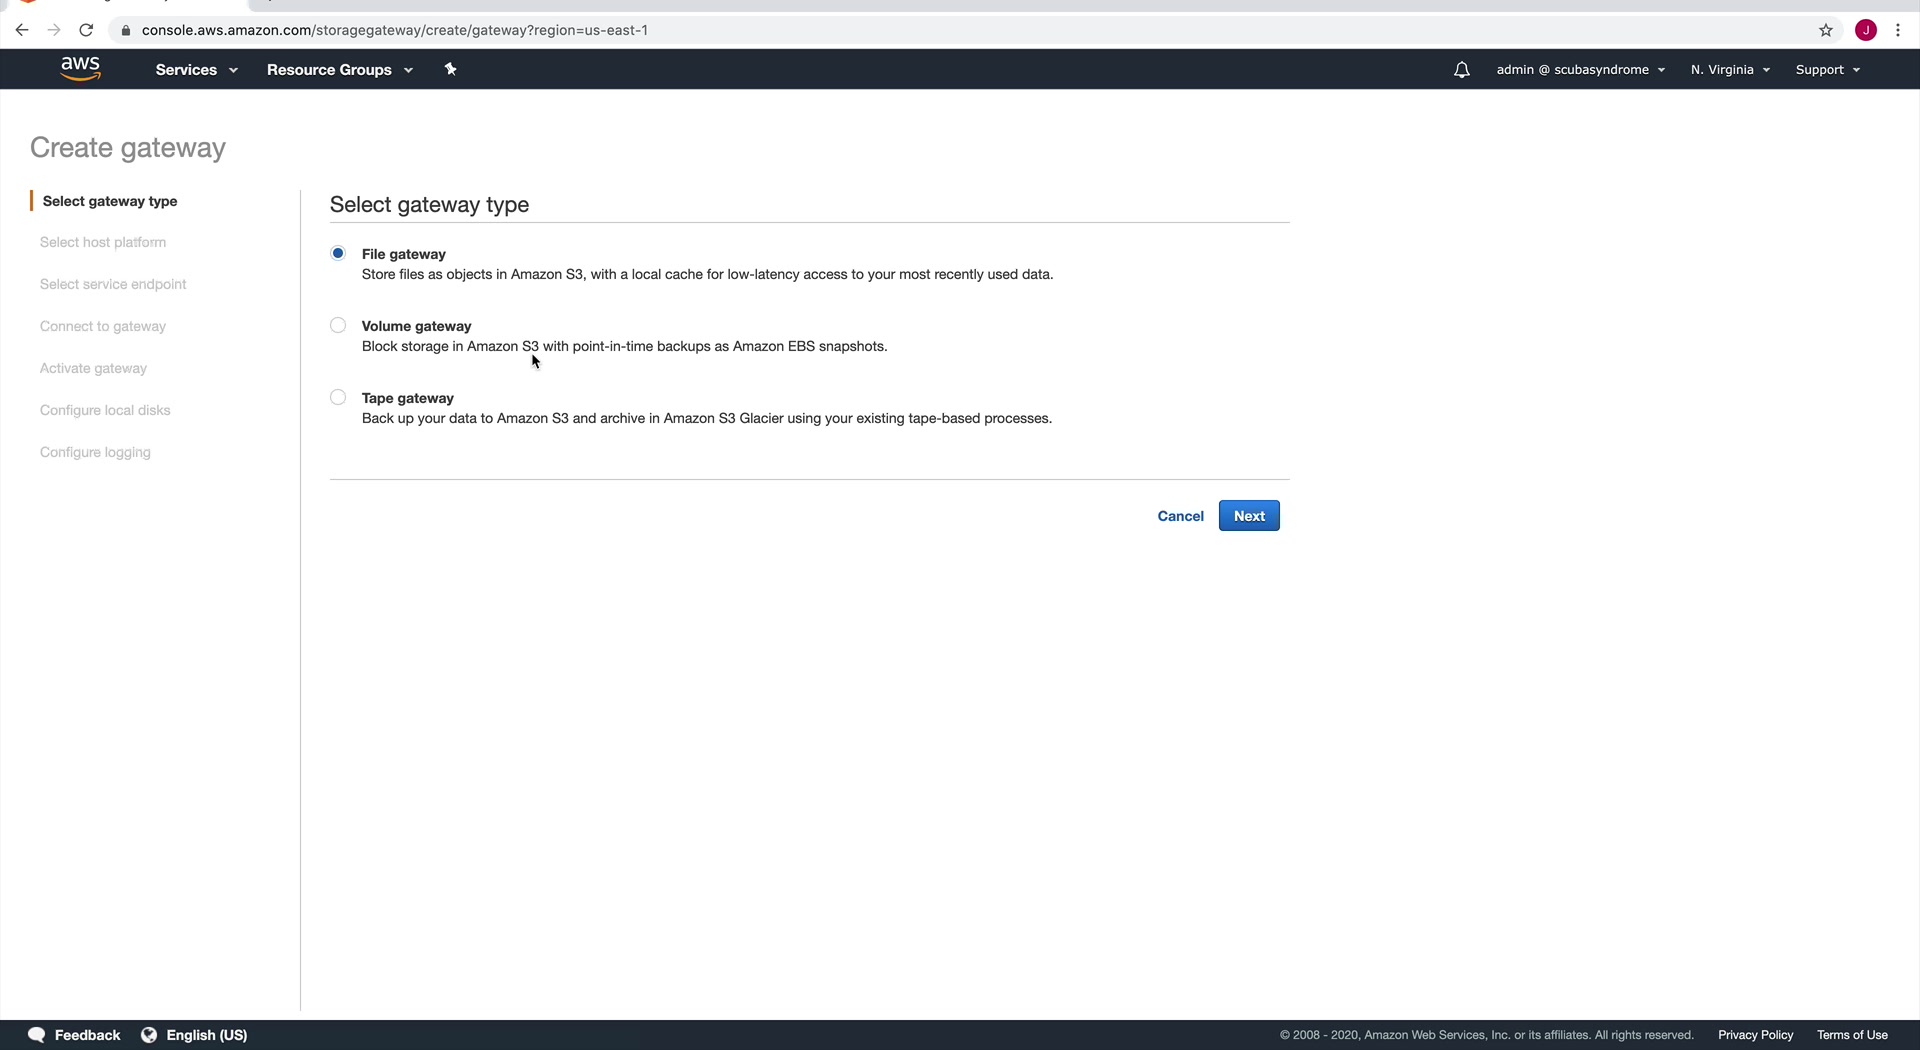 console.aws.amazon.com/storagegateway/create/gateway?region=us-east-1
J
aws
Services
Resource Groups
admin @ scubasyndrome
N. Virginia
Support
Create gateway
Select gateway type
Select host platform
Select service endpoint
Connect to gateway
Activate gateway
Configure local disks
Configure logging
Select gateway type
File gateway
Store files as objects in Amazon S3, with a local cache for low-latency access to your most recently used data.
Volume gateway
Block storage in Amazon S3 with point-in-time backups as Amazon EBS snapshots.
Tape gateway
Back up your data to Amazon S3 and archive in Amazon S3 Glacier using your existing tape-based processes.
Cancel
Next
Feedback
English (US)
© 2008 - 2020, Amazon Web Services, Inc. or its affiliates. All rights reserved.
Privacy Policy
Terms of Use